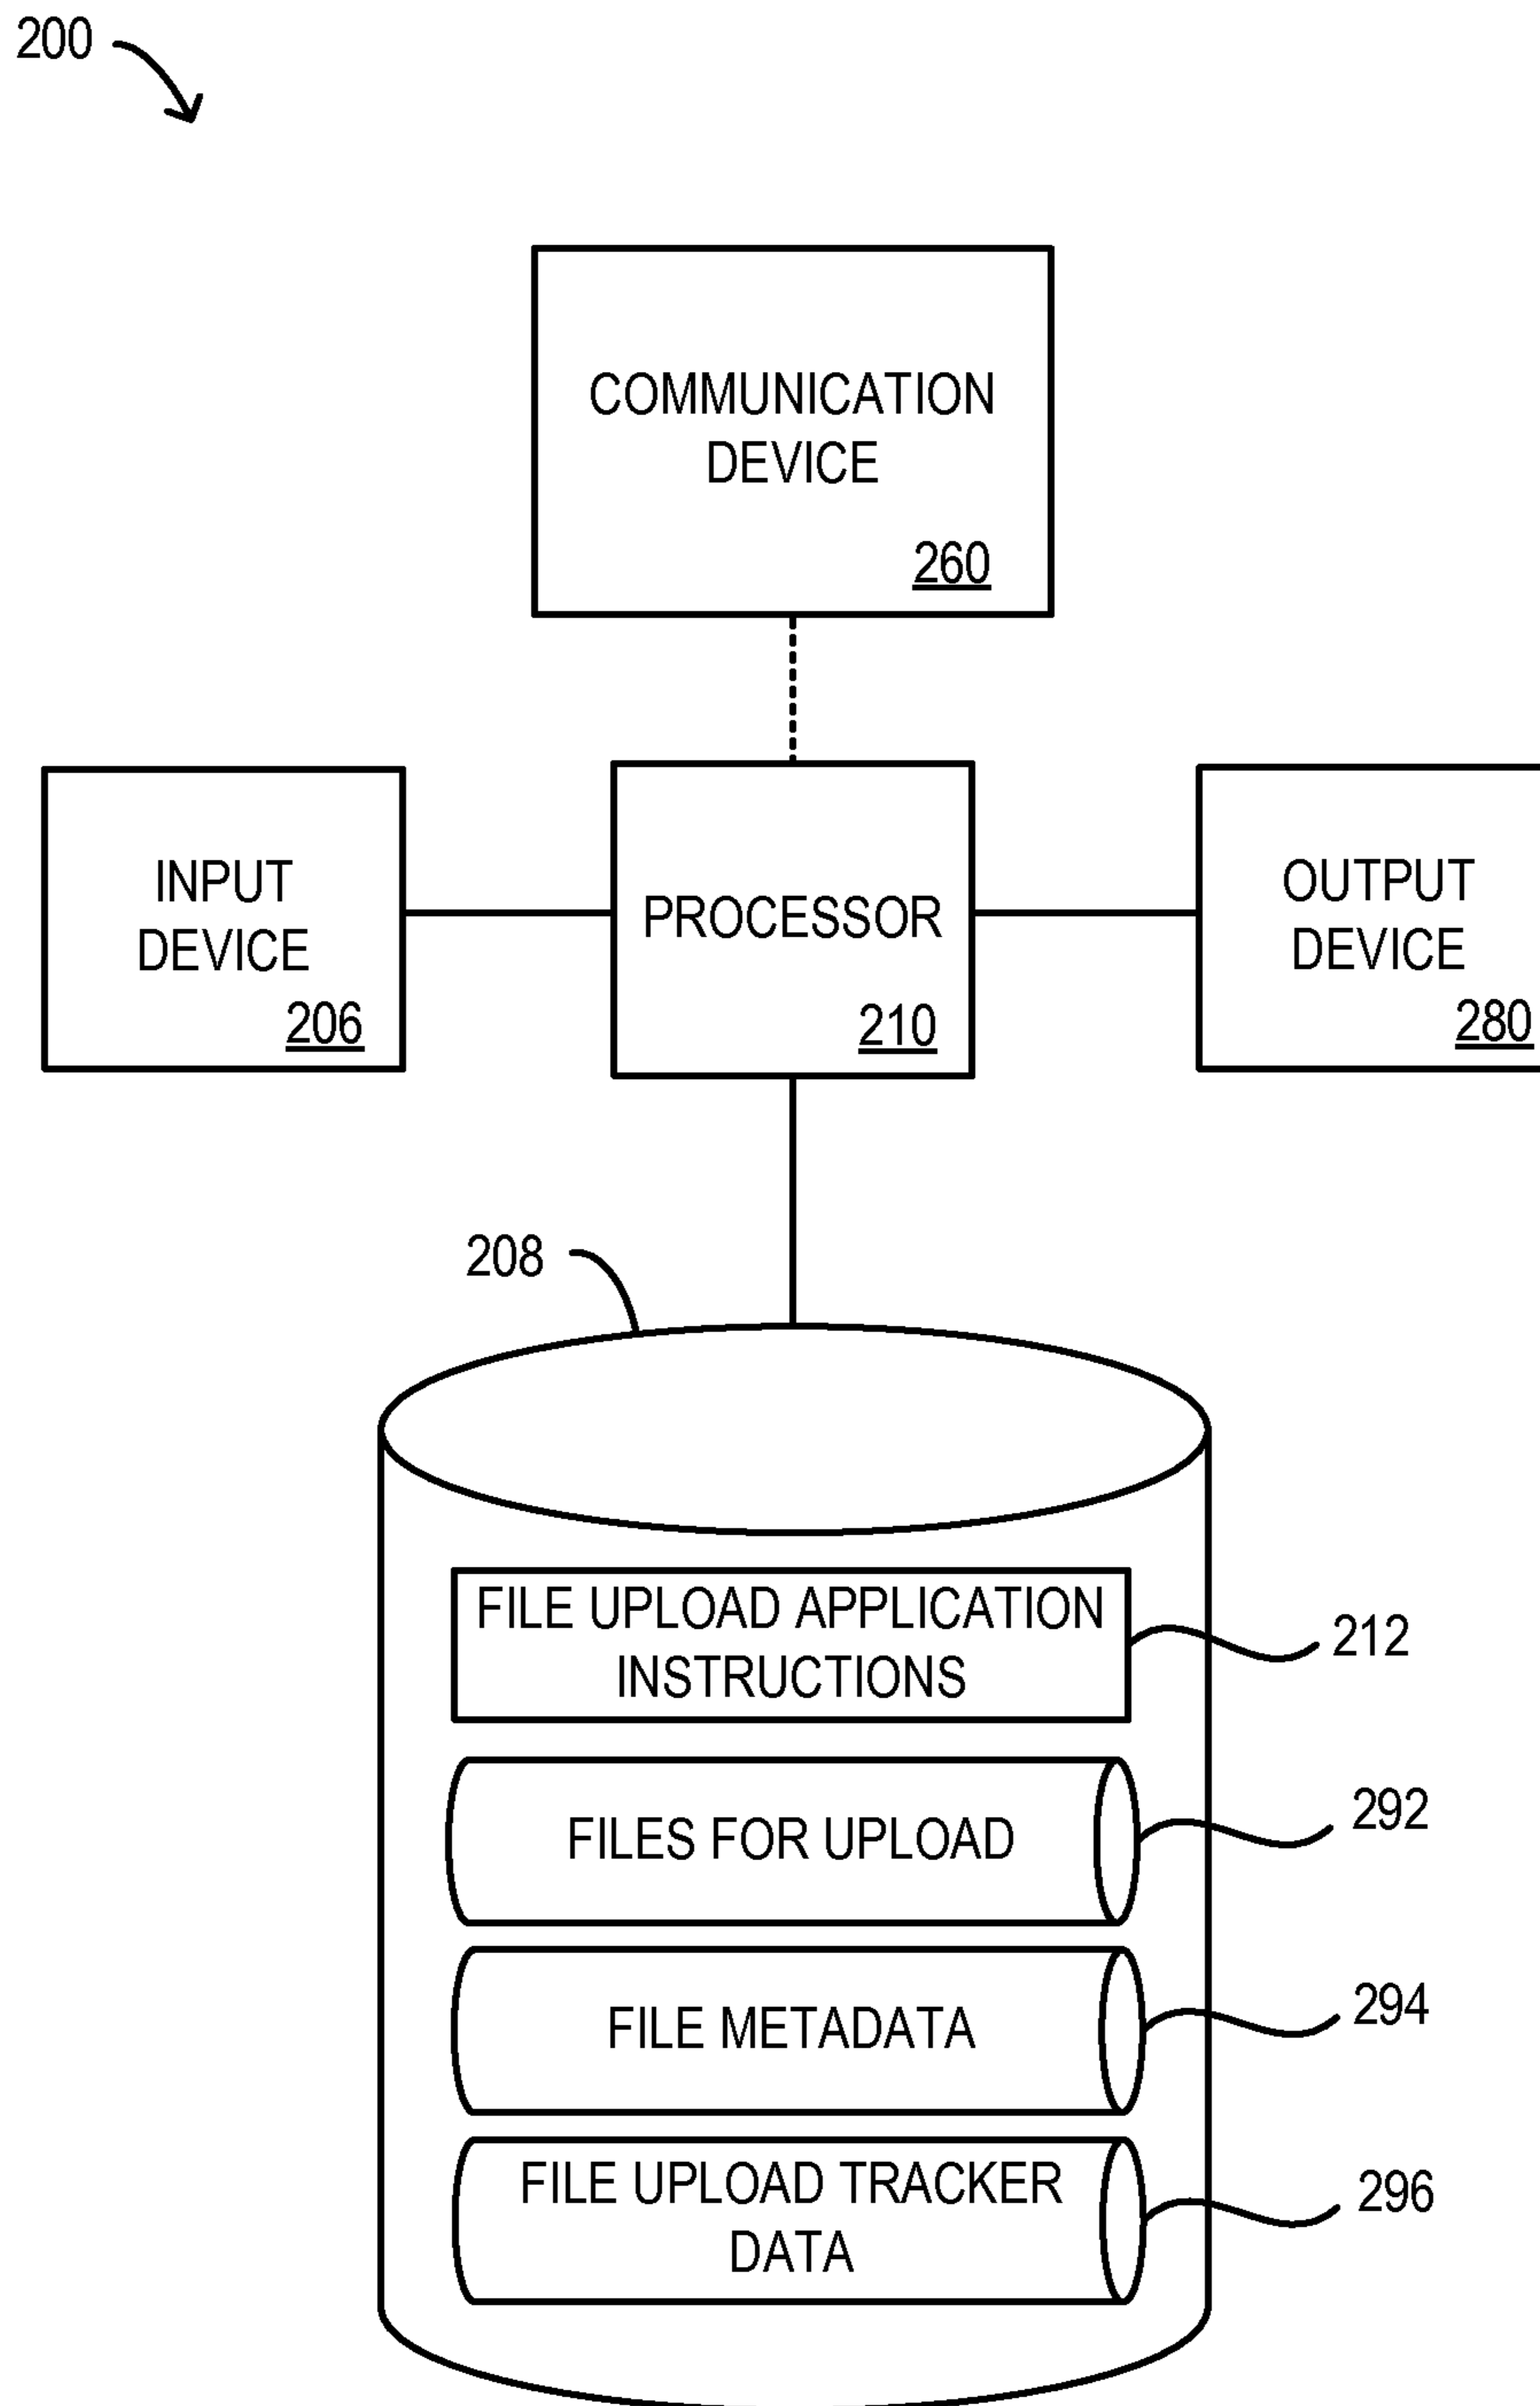 200
COMMUNICATION
DEVICE
260
INPUT
DEVICE
206
PROCESSOR
210
OUTPUT
DEVICE
280
208
FILE UPLOAD APPLICATION
INSTRUCTIONS
212
FILES FOR UPLOAD
292
FILE METADATA
294
FILE UPLOAD TRACKER
DATA
296